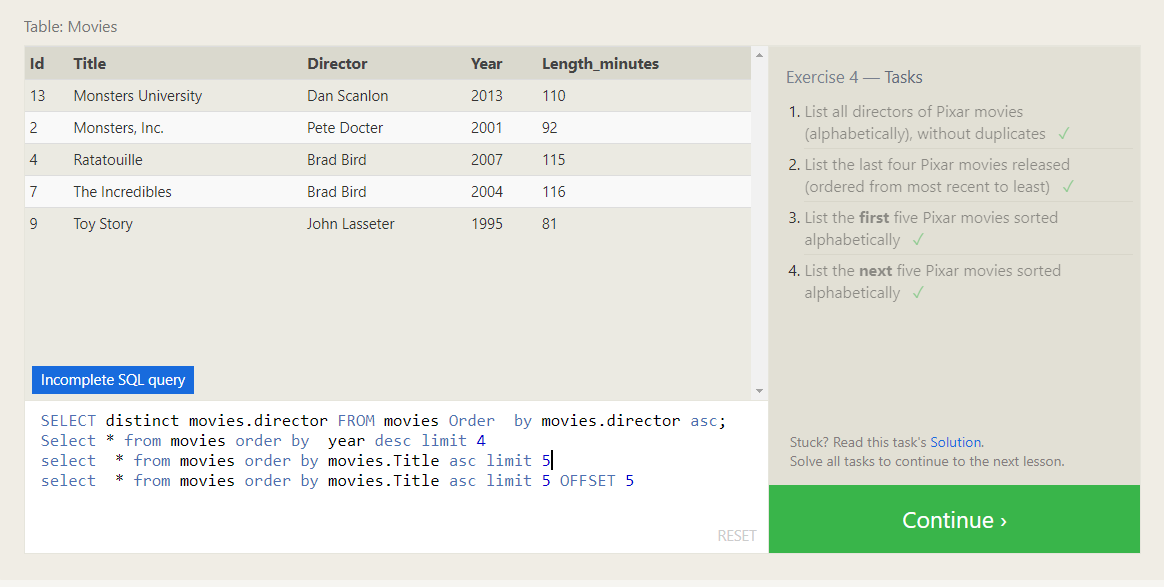 Table: Movies
Id Title Director Year Length_minutes
13 Monsters University Dan Scanlon 2013 110
2 Monsters, Inc. Pete Docter 2001 92
4 Ratatouille Brad Bird 2007 115
7 The Incredibles Brad Bird 2004 116
9 Toy Story John Lasseter 1995 81
Incomplete SQL query
SELECT distinct movies.director FROM movies Order  by movies.director asc;
Select * from movies order by  year desc limit 4
select  * from movies order by movies.Title asc limit 5
select  * from movies order by movies.Title asc limit 5 OFFSET 5
RESET
Exercise 4 — Tasks
1. List all directors of Pixar movies
(alphabetically), without duplicates ✓
2. List the last four Pixar movies released
(ordered from most recent to least) ✓
3. List the first five Pixar movies sorted
alphabetically ✓
4. List the next five Pixar movies sorted
alphabetically ✓
Stuck? Read this task's Solution.
Solve all tasks to continue to the next lesson.
Continue ›